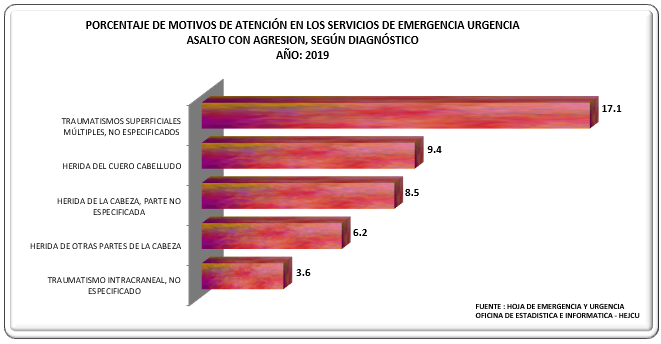 PORCENTAJE DE MOTIVOS DE ATENCIÓN EN LOS SERVICIOS DE EMERGENCIA URGENCIA
ASALTO CON AGRESION, SEGÚN DIAGNÓSTICO
AÑO: 2019
TRAUMATISMOS SUPERFICIALES
MÚLTIPLES, NO ESPECIFICADOS
17.1
HERIDA DEL CUERO CABELLUDO
9.4
HERIDA DE LA CABEZA, PARTE NO
ESPECIFICADA
8.5
HERIDA DE OTRAS PARTES DE LA CABEZA
6.2
TRAUMATISMO INTRACRANEAL, NO
ESPECIFICADO
3.6
FUENTE : HOJA DE EMERGENCIA Y URGENCIA
OFICINA DE ESTADISTICA E INFORMATICA - HEJCU